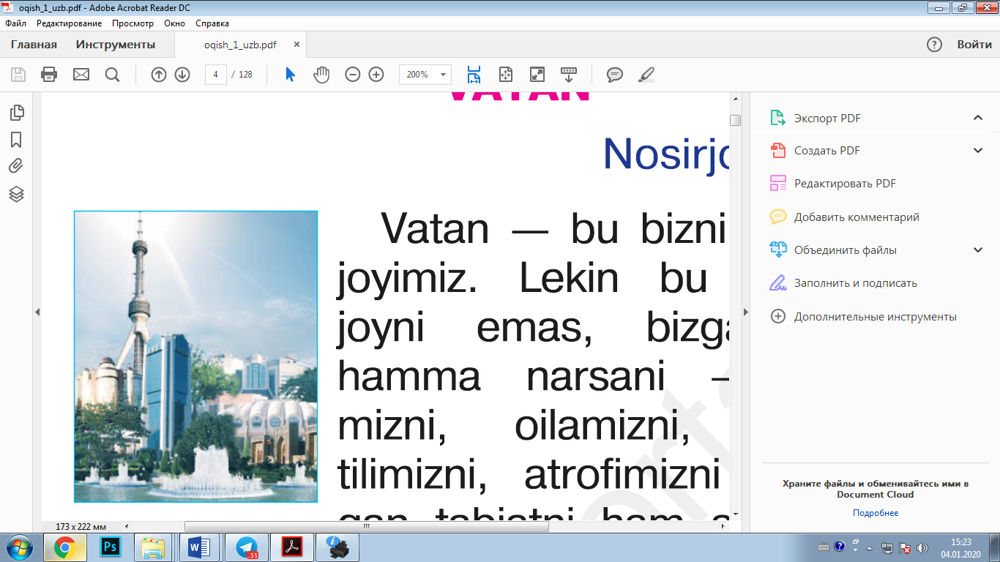 oqish_1_uzb.pdf - Adobe Acrobat Reader DC
Файл Редактирование Просмотр Окно Справка
Главная Инструменты oqish_1_uzb.pdf × Войти
4 / 128 200%
VATAN
Nosirjo
Vatan — bu bizni
joyimiz. Lekin bu
joyni emas, bizga
hamma narsani –
mizni, oilamizni,
tilimizni, atrofimizni
gan tabiatni ham
173 x 222 мм
Экспорт PDF
Создать PDF
Редактировать PDF
Добавить комментарий
Объединить файлы
Заполнить и подписать
Дополнительные инструменты
Храните файлы и обменивайтесь ими в
Document Cloud
Подробнее
Ps W 55
15:23
04.01.2020